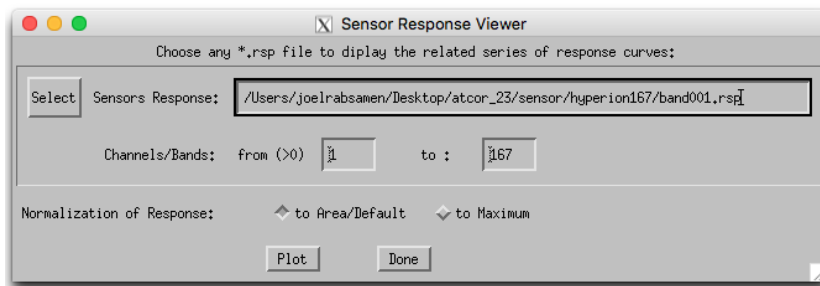 Sensor Response Viewer
Choose any *.rsp file to diplay the related series of response curves:
Select Sensors Response: /Users/joelrabsamen/Desktop/atcor_23/sensor/hyperion167/band001.rsp
Channels/Bands: from (>0) 1 to : 167
Normalization of Response: to Area/Default to Maximum
Plot Done